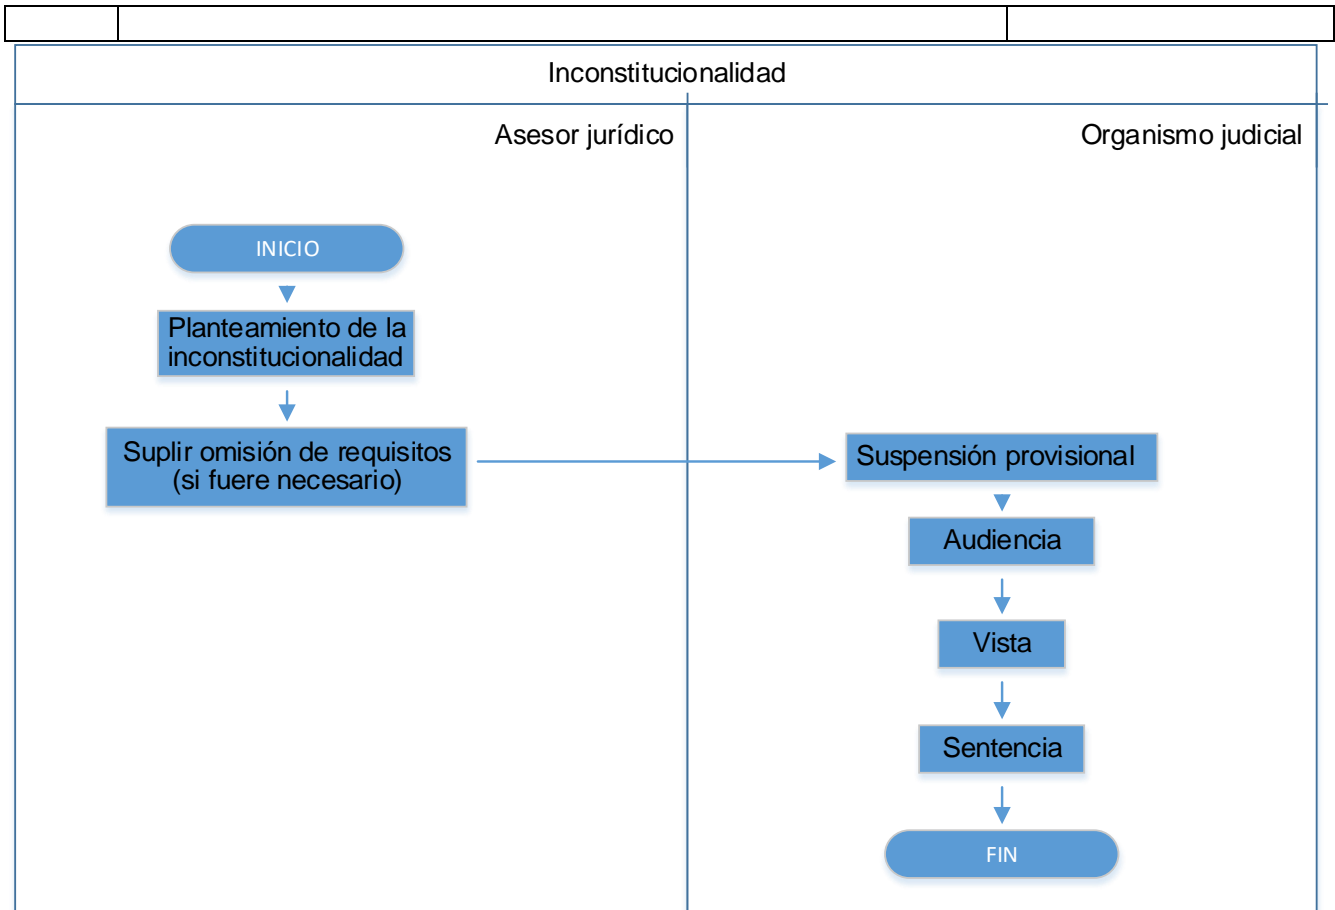 Inconstitucionalidad
Asesor jurídico
Organismo judicial
INICIO
Planteamiento de la
inconstitucionalidad
Suplir omisión de requisitos
(si fuere necesario)
Suspensión provisional
Audiencia
Vista
Sentencia
FIN